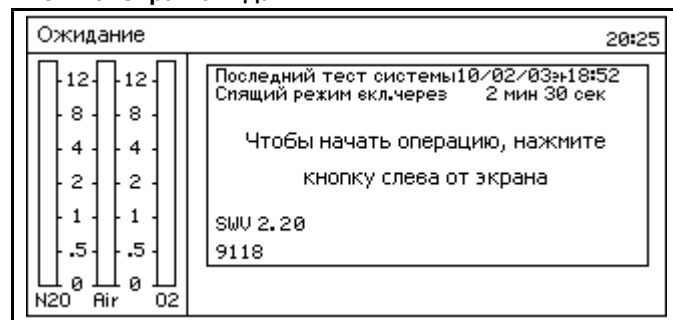 Ожидание
20:25
12 12
8 8
4 4
2 2
1 1
.5 .5
0 0
N2O Air O2
Последний тест системы10/02/03 18:52
Спящий режим вкл.через 2 мин 30 сек
Чтобы начать операцию, нажмите
кнопку слева от экрана
SWV 2.20
9118